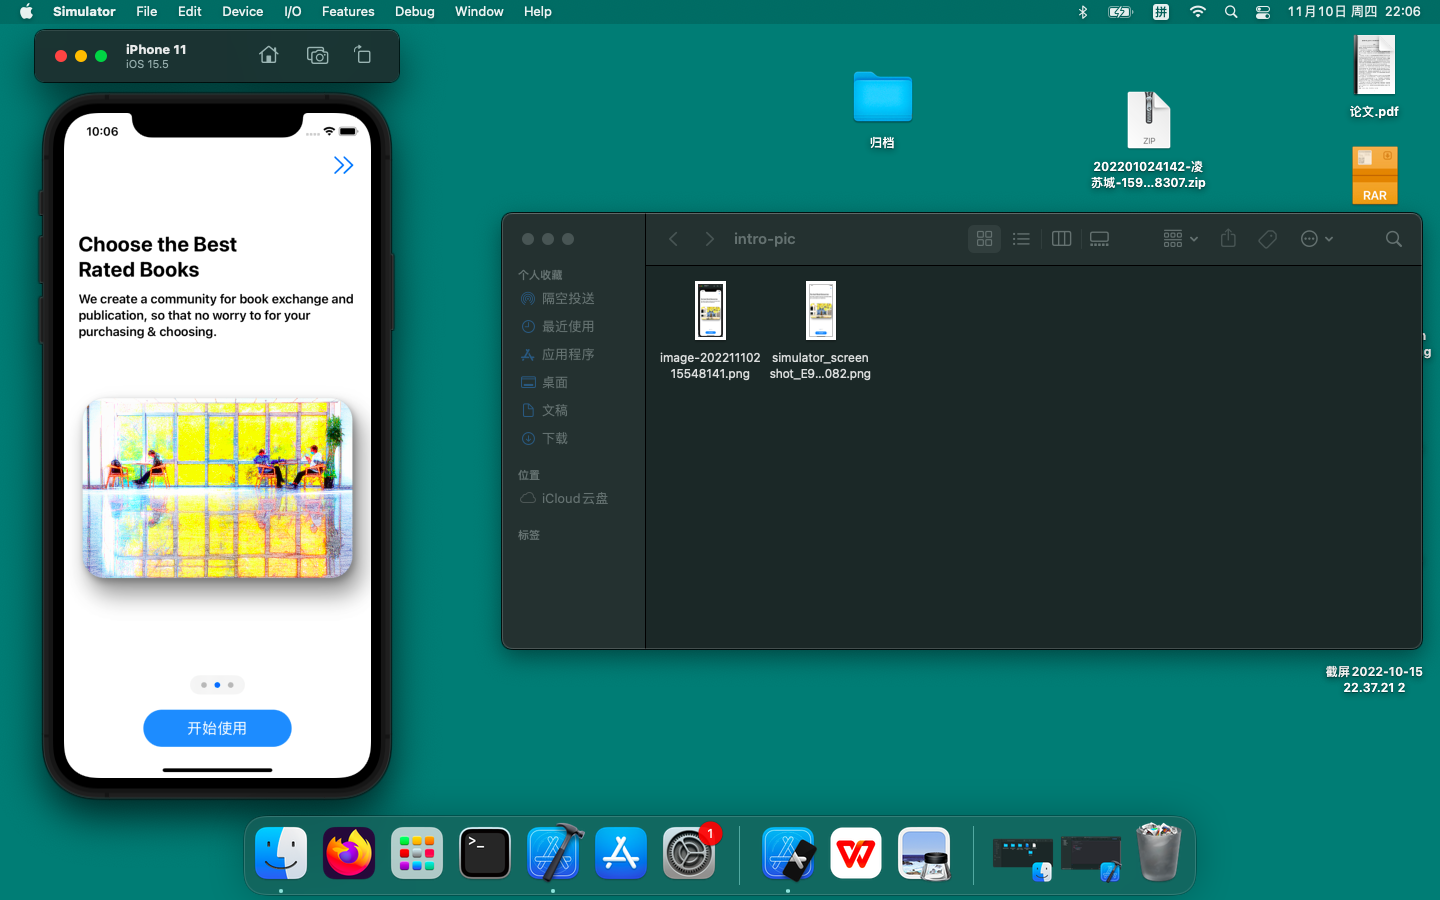 Simulator File Edit Device I/O Features Debug Window Help
拼 11月10日 周四 22:06
iPhone 11
iOS 15.5
10:06
Choose the Best
Rated Books
We create a community for book exchange and
publication, so that no worry to for your
purchasing & choosing.
开始使用
归档
ZIP
202201024142-凌
苏城-159...8307.zip
论文.pdf
RAR
intro-pic
个人收藏
隔空投送
最近使用
应用程序
桌面
文稿
下载
位置
iCloud云盘
标签
image-202211102
15548141.png
simulator_screen
shot_E9...082.png
截屏2022-10-15
22.37.21 2
>_
1